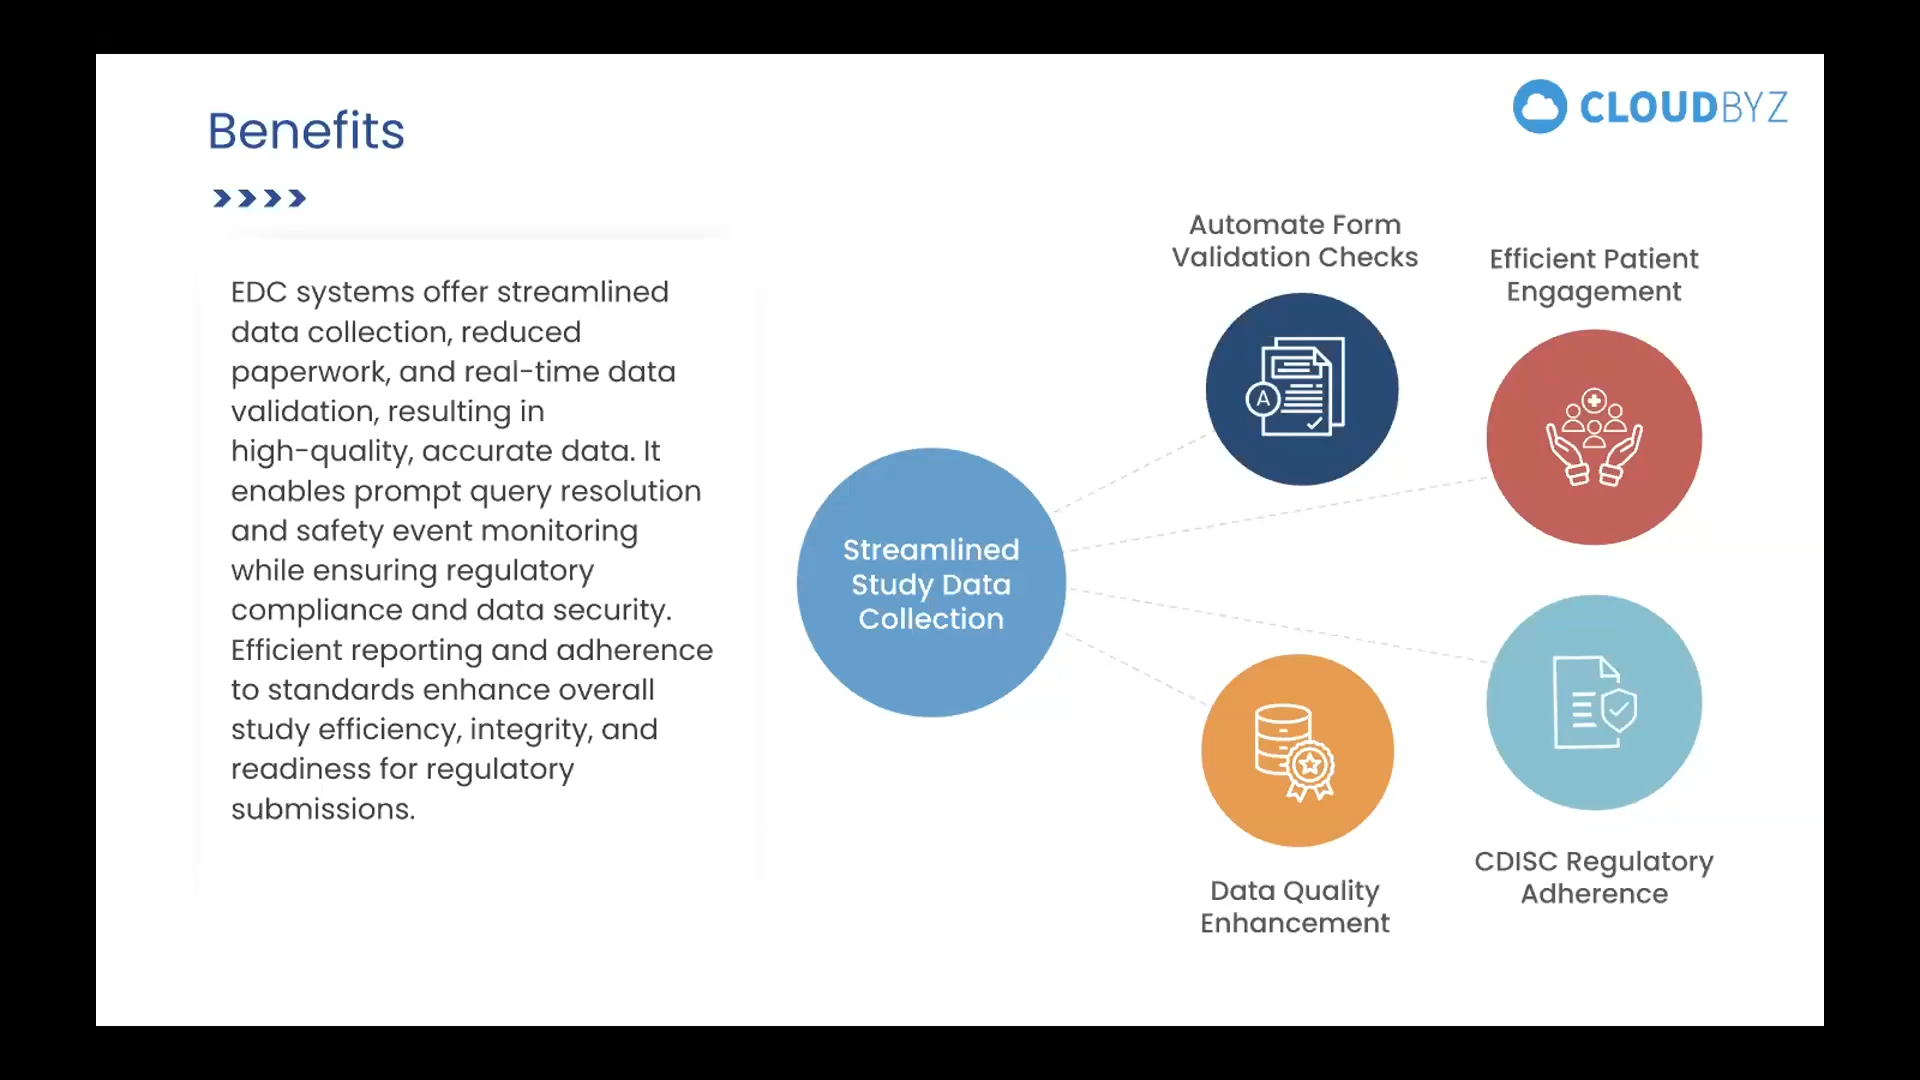 Benefits
CLOUDBYZ
EDC systems offer streamlined
data collection, reduced
paperwork, and real-time data
validation, resulting in
high-quality, accurate data. It
enables prompt query resolution
and safety event monitoring
while ensuring regulatory
compliance and data security.
Efficient reporting and adherence
to standards enhance overall
study efficiency, integrity, and
readiness for regulatory
submissions.
Streamlined
Study Data
Collection
Automate Form
Validation Checks
A
Efficient Patient
Engagement
Data Quality
Enhancement
CDISC Regulatory
Adherence